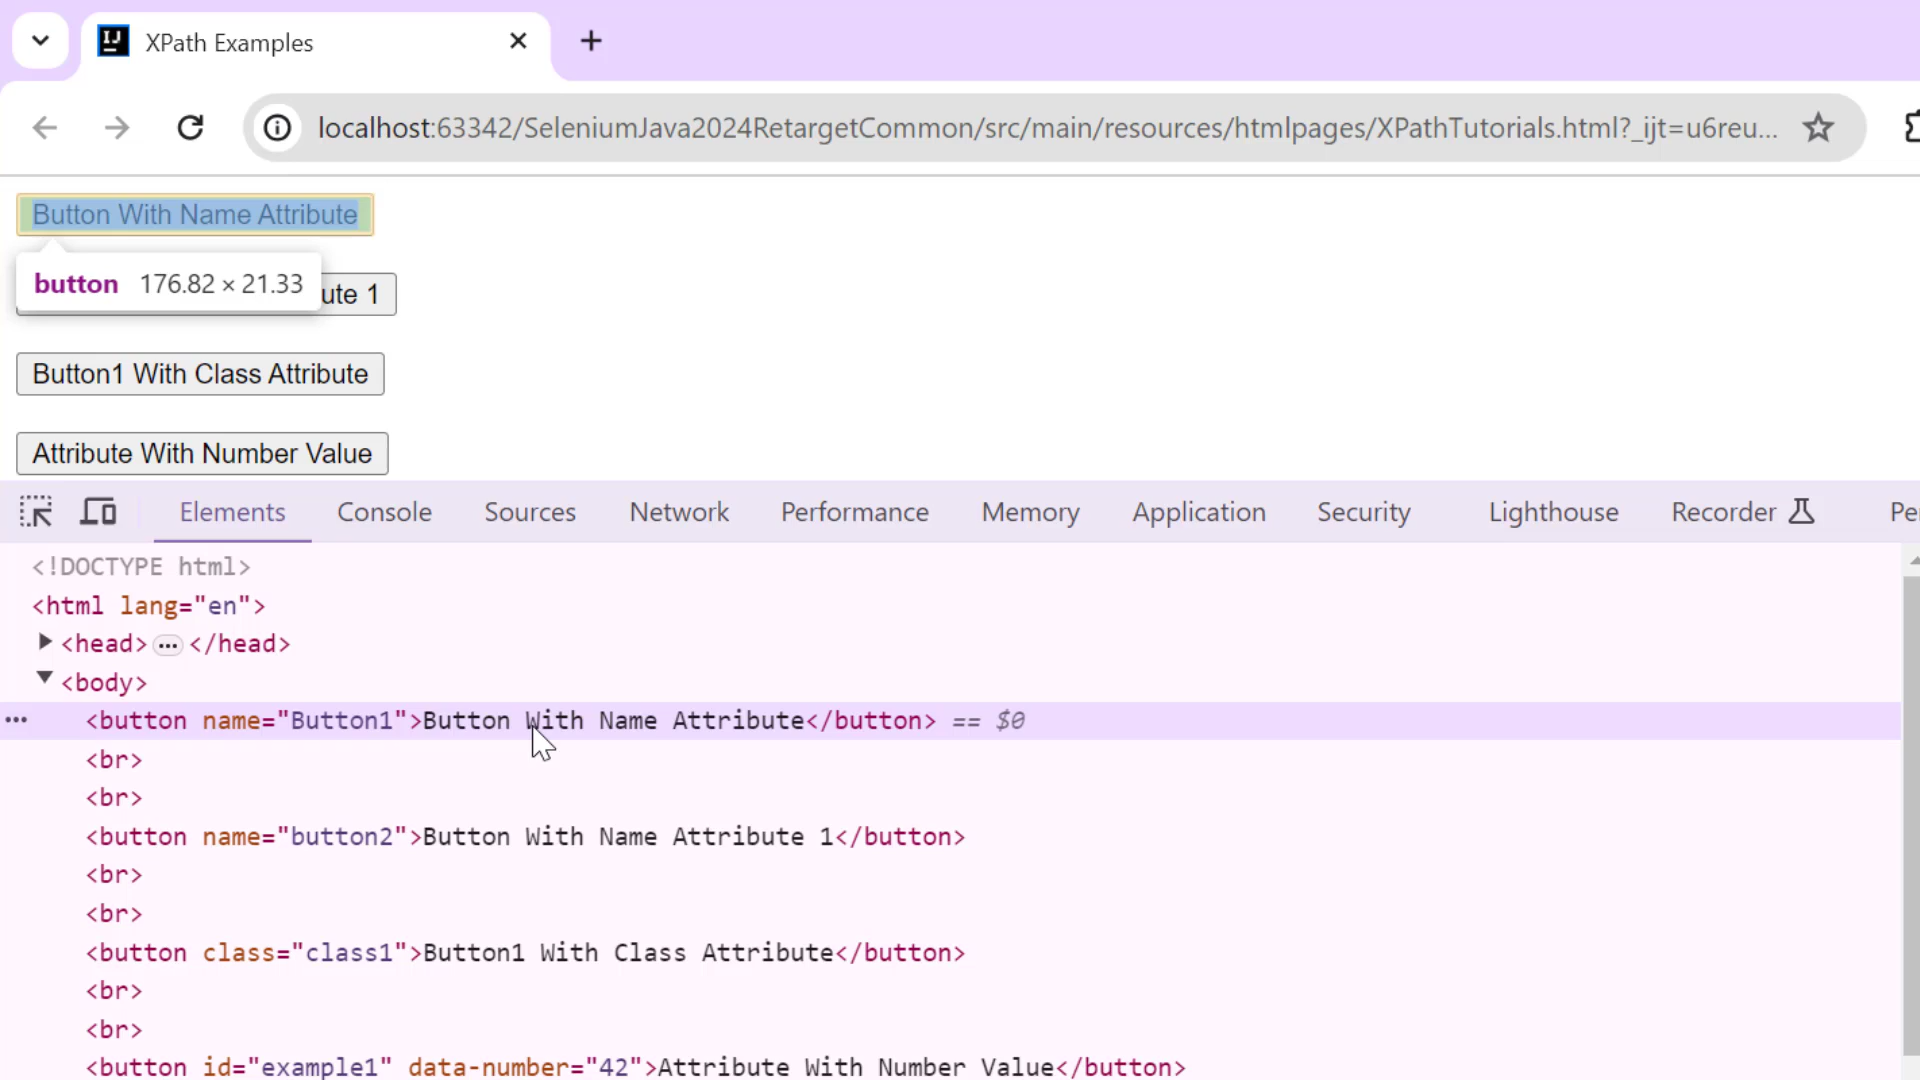 XPath Examples
localhost:63342/SeleniumJava2024RetargetCommon/src/main/resources/htmlpages/XPathTutorials.html?_ijt=u6reu...
Button With Name Attribute
button 176.82 × 21.33
ute 1
Button1 With Class Attribute
Attribute With Number Value
Elements Console Sources Network Performance Memory Application Security Lighthouse Recorder
<!DOCTYPE html>
<html lang="en">
<head> ... </head>
<body>
... <button name="Button1">Button With Name Attribute</button> == $0
<br>
<br>
<button name="button2">Button With Name Attribute 1</button>
<br>
<br>
<button class="class1">Button1 With Class Attribute</button>
<br>
<br>
<button id="example1" data-number="42">Attribute With Number Value</button>